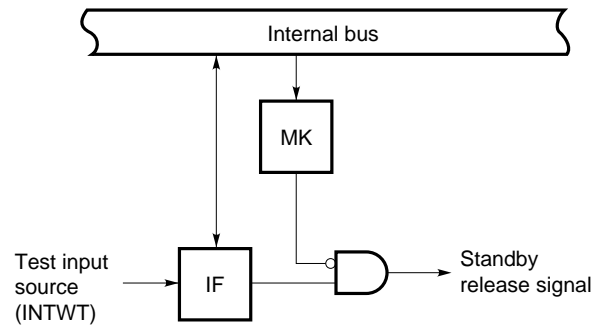 Internal bus
MK
Test input
source
(INTWT)
IF
Standby
release signal